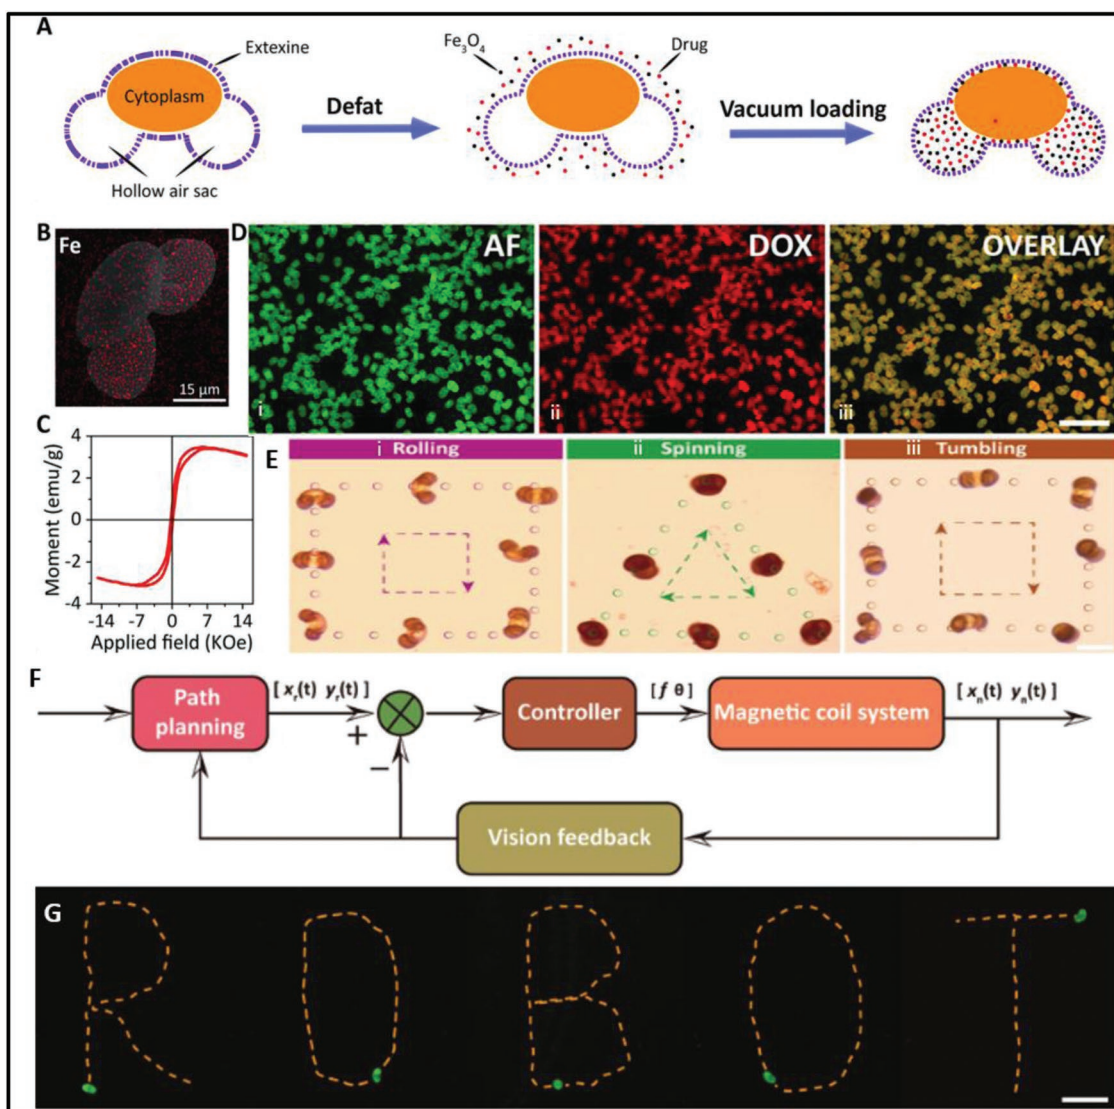 A
Extexine
Cytoplasm
Hollow air sac
Defat
Fe₃O₄
Drug
Vacuum loading
B
Fe
15 µm
C
Moment (emu/g)
4
2
0
-2
-4
-14 -7 0 7 14
Applied field (KOe)
D
AF
i
DOX
ii
OVERLAY
iii
E
i Rolling
ii Spinning
iii Tumbling
F
Path
planning
[ xᵣ(t) yᵣ(t) ]
+
−
Controller
[ f θ ]
Magnetic coil system
[ xₙ(t) yₙ(t) ]
Vision feedback
G
R O B O T